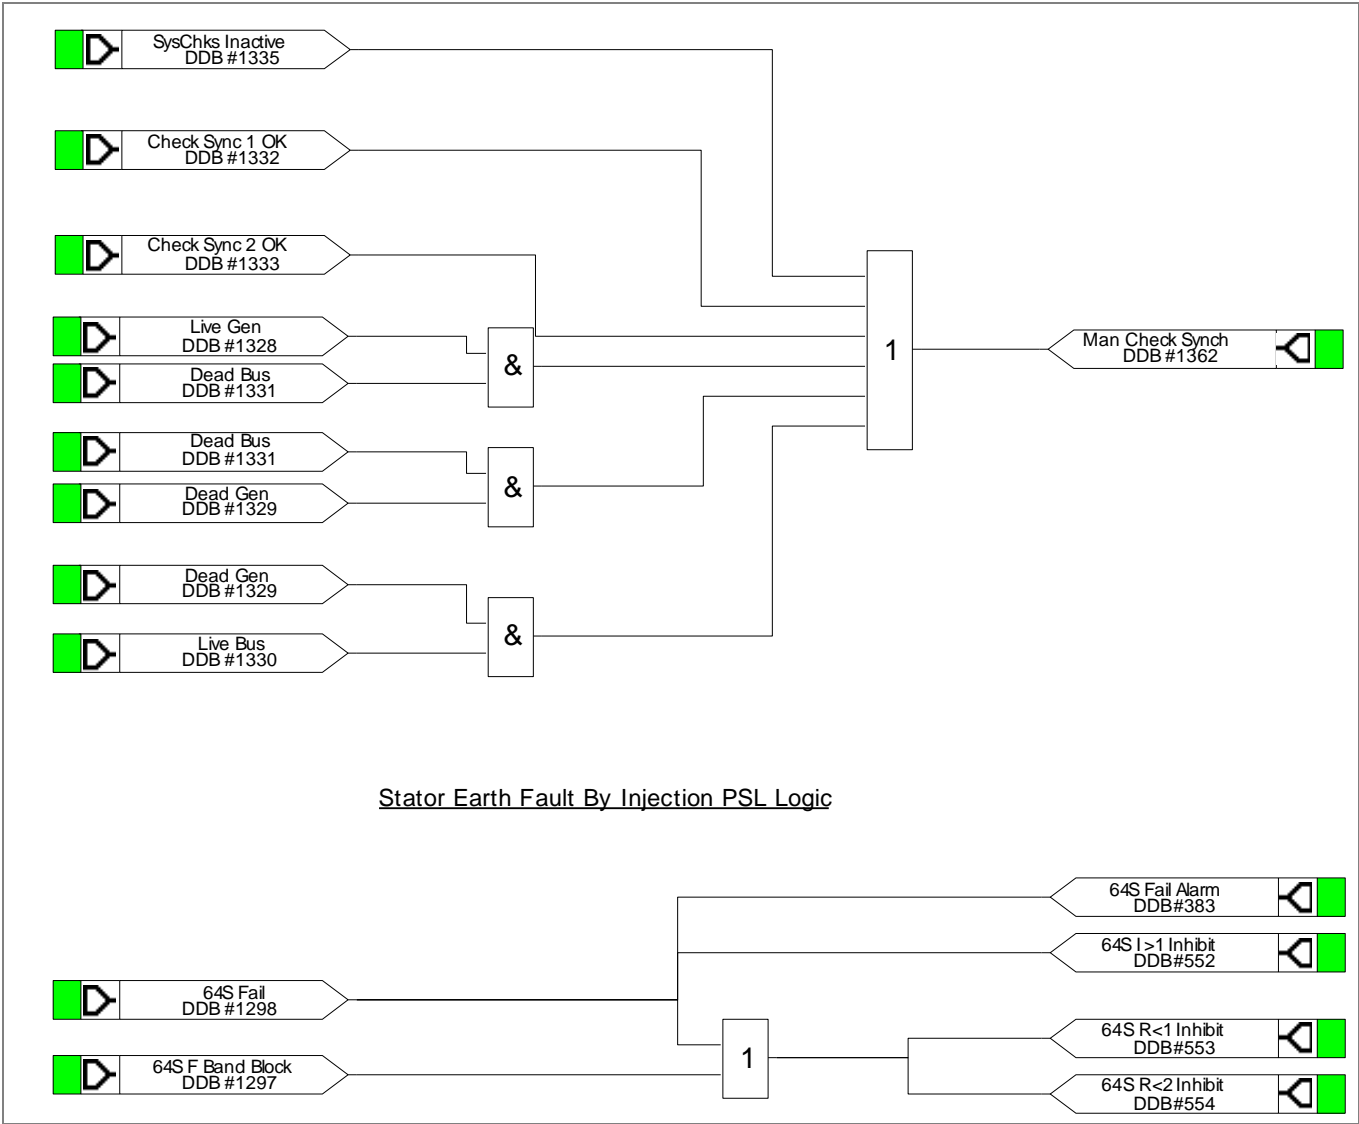 SysChks Inactive
DDB #1335
Check Sync 1 OK
DDB #1332
Check Sync 2 OK
DDB #1333
Live Gen
DDB #1328
Dead Bus
DDB #1331
&
Dead Bus
DDB #1331
Dead Gen
DDB #1329
&
Dead Gen
DDB #1329
Live Bus
DDB #1330
&
1
Man Check Synch
DDB #1362
Stator Earth Fault By Injection PSL Logic
64S Fail
DDB #1298
64S F Band Block
DDB #1297
1
64S Fail Alarm
DDB#383
64S I>1 Inhibit
DDB#552
64S R<1 Inhibit
DDB#553
64S R<2 Inhibit
DDB#554